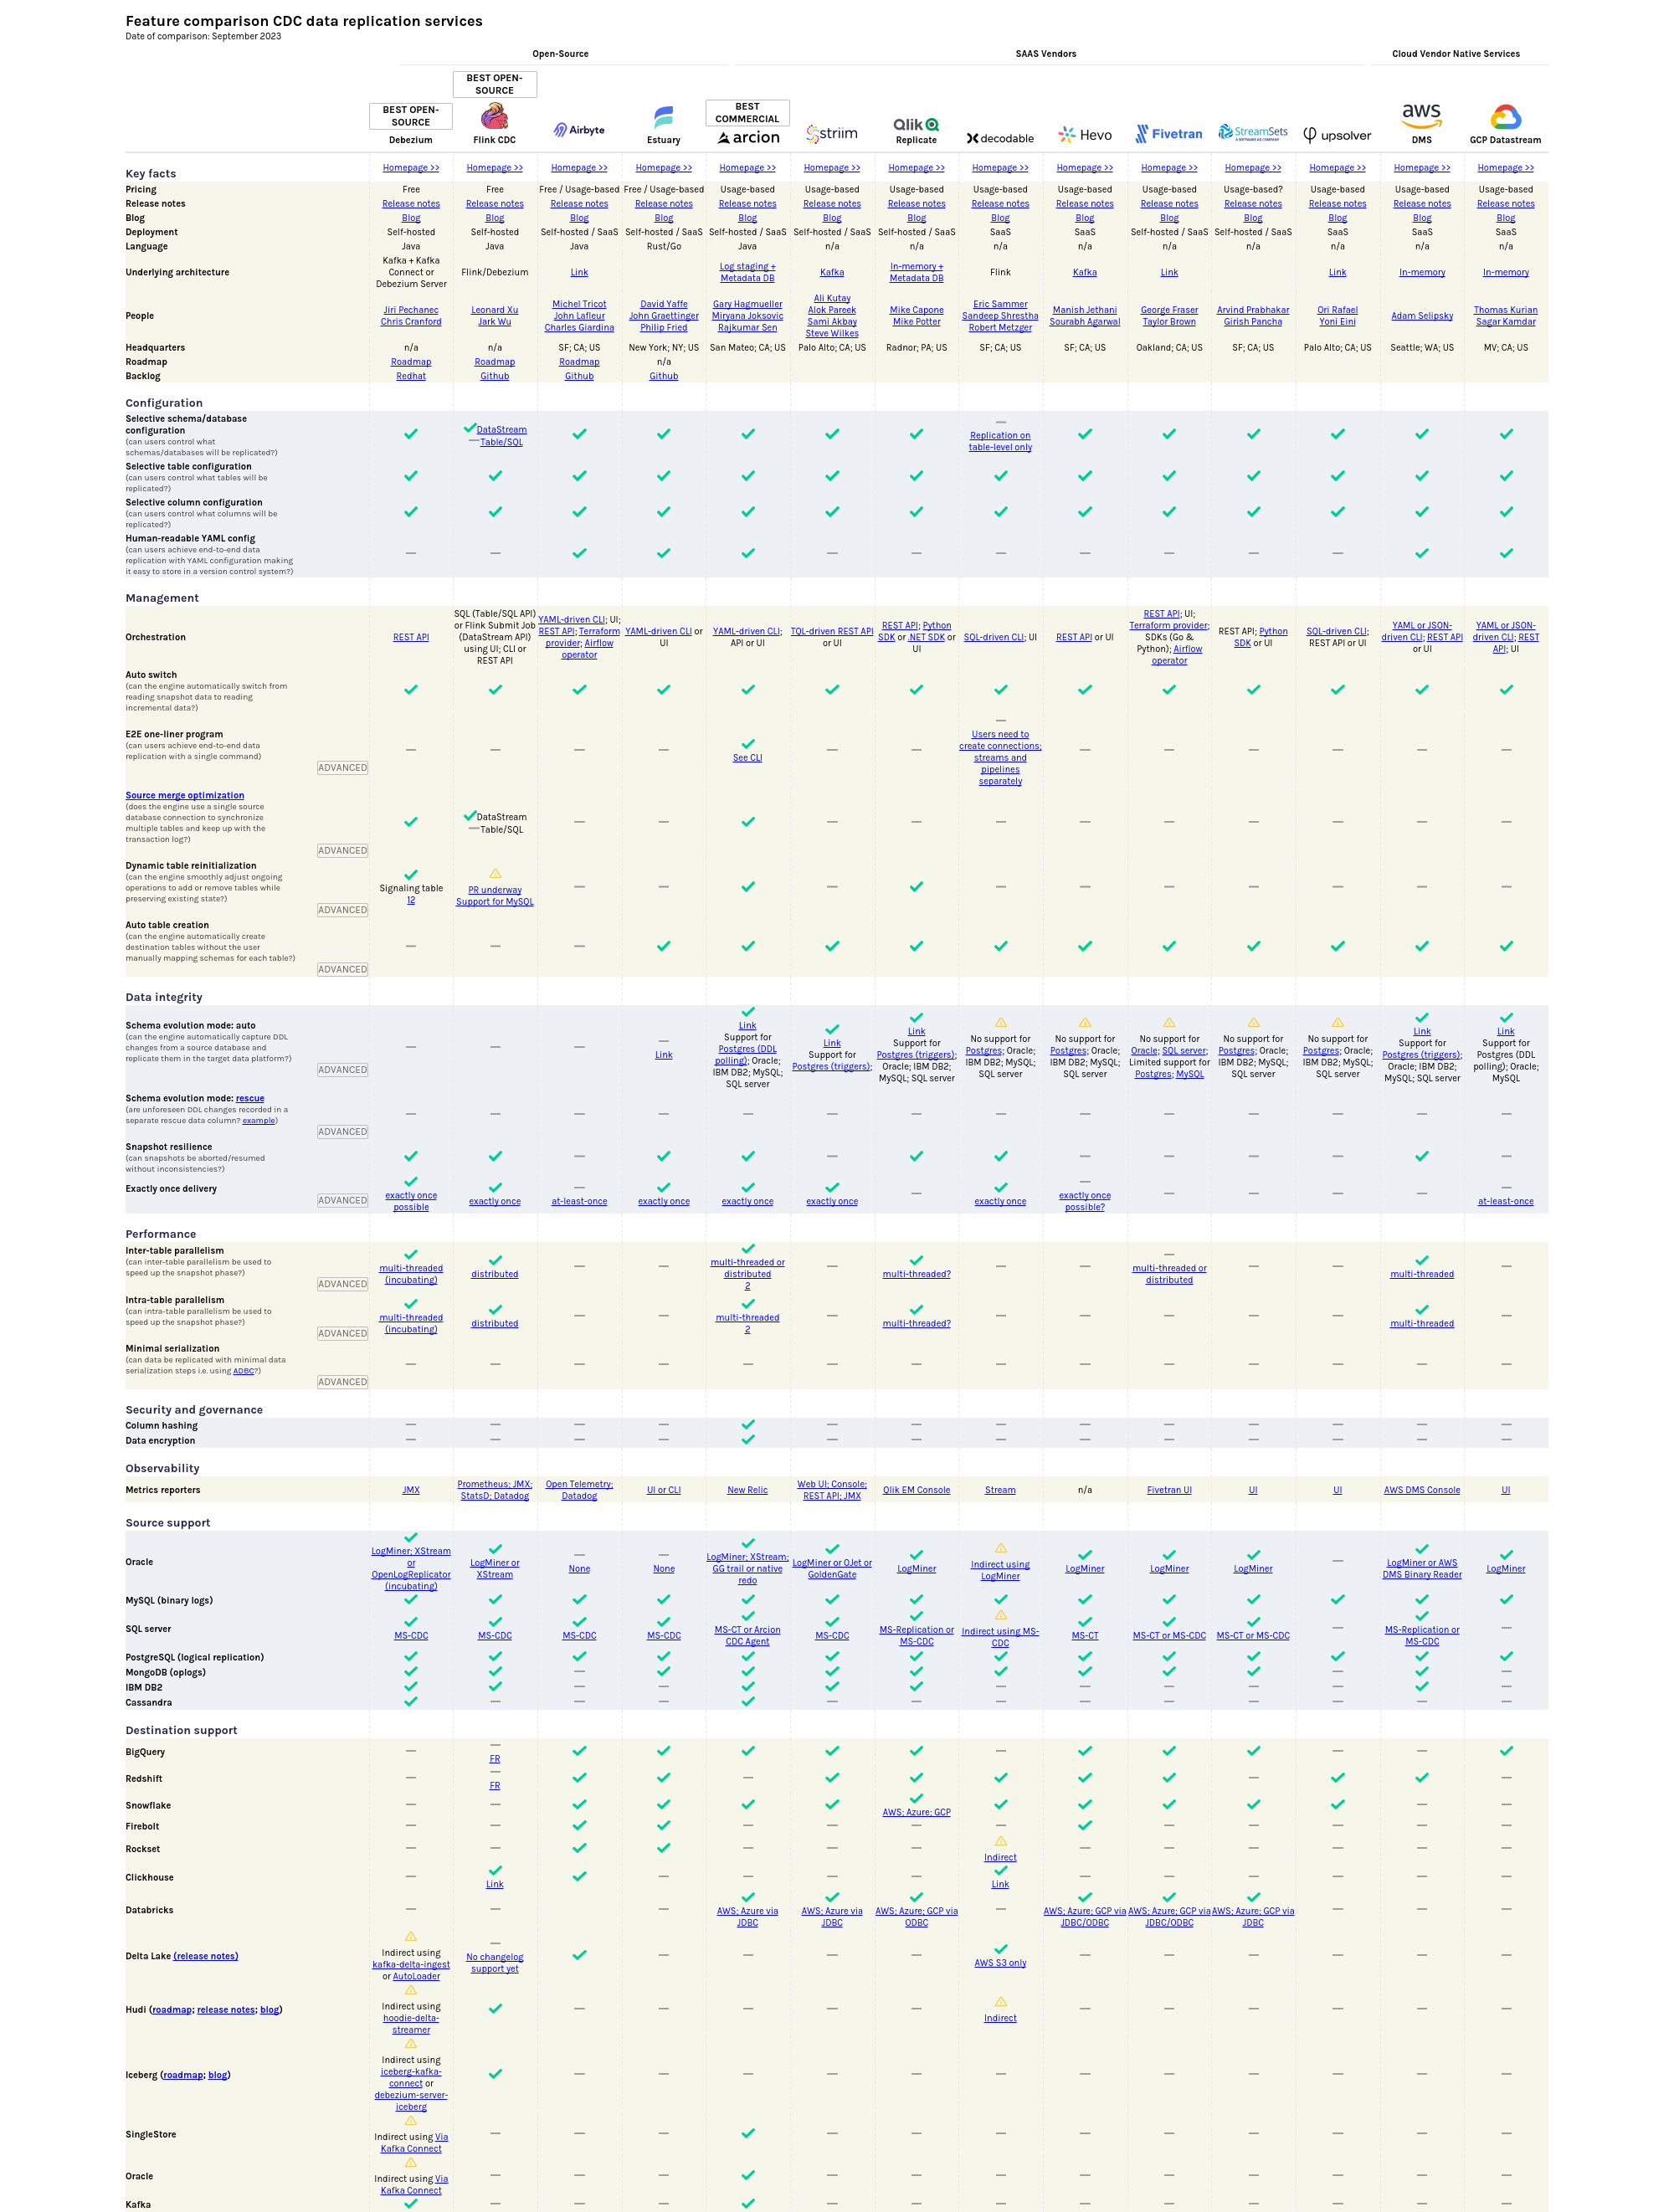 Feature comparison CDC data replication services
Date of comparison: September 2023
Open-Source SAAS Vendors Cloud Vendor Native Services
BEST OPEN-
SOURCE
BEST OPEN-
SOURCE
BEST
COMMERCIAL
Debezium Flink CDC Airbyte Estuary arcion striim Qlik Replicate decodable Hevo Fivetran StreamSets upsolver aws DMS GCP Datastream
Key facts Homepage >> Homepage >> Homepage >> Homepage >> Homepage >> Homepage >> Homepage >> Homepage >> Homepage >> Homepage >> Homepage >> Homepage >> Homepage >> Homepage >>
Pricing Free Free Free / Usage-based Free / Usage-based Usage-based Usage-based Usage-based Usage-based Usage-based Usage-based Usage-based? Usage-based Usage-based Usage-based
Release notes Release notes Release notes Release notes Release notes Release notes Release notes Release notes Release notes Release notes Release notes Release notes Release notes Release notes Release notes
Blog Blog Blog Blog Blog Blog Blog Blog Blog Blog Blog Blog Blog Blog Blog
Deployment Self-hosted Self-hosted Self-hosted / SaaS Self-hosted / SaaS Self-hosted / SaaS Self-hosted / SaaS Self-hosted / SaaS SaaS SaaS Self-hosted / SaaS Self-hosted / SaaS SaaS SaaS SaaS
Language Java Java Java Rust/Go Java n/a n/a n/a n/a n/a n/a n/a n/a n/a
Underlying architecture Kafka + Kafka Connect or Debezium Server Flink/Debezium Link Log staging + Metadata DB Kafka In-memory + Metadata DB Flink Kafka Link Link In-memory In-memory
People Jiri Pechanec Chris Cranford Leonard Xu Jark Wu Michel Tricot John Lafleur Charles Giardina David Yaffe John Graettinger Philip Fried Gary Hagmueller Miryana Joksovic Rajkumar Sen Ali Kutay Alok Pareek Sami Akbay Steve Wilkes Mike Capone Mike Potter Eric Sammer Sandeep Shrestha Robert Metzger Manish Jethani Sourabh Agarwal George Fraser Taylor Brown Arvind Prabhakar Girish Pancha Ori Rafael Yoni Eini Adam Selipsky Thomas Kurian Sagar Kamdar
Headquarters n/a n/a SF; CA; US New York; NY; US San Mateo; CA; US Palo Alto; CA; US Radnor; PA; US SF; CA; US SF; CA; US Oakland; CA; US SF; CA; US Palo Alto; CA; US Seattle; WA; US MV; CA; US
Roadmap Roadmap Roadmap Roadmap n/a
Backlog Redhat Github Github Github
Configuration
Selective schema/database
configuration
(can users control what
schemas/databases will be replicated?)
DataStream
Table/SQL
Replication on
table-level only
Selective table configuration
(can users control what tables will be
replicated?)
Selective column configuration
(can users control what columns will be
replicated?)
Human-readable YAML config
(can users achieve end-to-end data
replication with YAML configuration making
it easy to store in a version control system?)
Management
Orchestration REST API SQL (Table/SQL API) or Flink Submit Job (DataStream API) using UI; CLI or REST API YAML-driven CLI; UI; REST API; Terraform provider; Airflow operator YAML-driven CLI or UI YAML-driven CLI; API or UI TQL-driven REST API or UI REST API; Python SDK or .NET SDK or UI SQL-driven CLI; UI REST API or UI REST API; UI; Terraform provider; SDKs (Go & Python); Airflow operator REST API; Python SDK or UI SQL-driven CLI; REST API or UI YAML or JSON-driven CLI; REST API or UI YAML or JSON-driven CLI; REST API; UI
Auto switch
(can the engine automatically switch from
reading snapshot data to reading
incremental data?)
E2E one-liner program
(can users achieve end-to-end data
replication with a single command)
ADVANCED
See CLI
Users need to
create connections;
streams and
pipelines
separately
Source merge optimization
(does the engine use a single source
database connection to synchronize
multiple tables and keep up with the
transaction log?)
ADVANCED
DataStream
Table/SQL
Dynamic table reinitialization
(can the engine smoothly adjust ongoing
operations to add or remove tables while
preserving existing state?)
ADVANCED
Signaling table
12
PR underway
Support for MySQL
Auto table creation
(can the engine automatically create
destination tables without the user
manually mapping schemas for each table?)
ADVANCED
Data integrity
Schema evolution mode: auto
(can the engine automatically capture DDL
changes from a source database and
replicate them in the target data platform?)
ADVANCED
Link
Link Support for Postgres (DDL polling); Oracle; IBM DB2; MySQL; SQL server
Link Support for Postgres (triggers);
Link Support for Postgres (triggers); Oracle; IBM DB2; MySQL; SQL server
No support for Postgres; Oracle; IBM DB2; MySQL; SQL server
No support for Postgres; Oracle; IBM DB2; MySQL; SQL server
No support for Oracle; SQL server; Limited support for Postgres; MySQL
No support for Postgres; Oracle; IBM DB2; MySQL; SQL server
No support for Postgres; Oracle; IBM DB2; MySQL; SQL server
Link Support for Postgres (triggers); Oracle; IBM DB2; MySQL; SQL server
Link Support for Postgres (DDL polling); Oracle; MySQL
Schema evolution mode: rescue
(are unforeseen DDL changes recorded in a
separate rescue data column? example)
ADVANCED
Snapshot resilience
(can snapshots be aborted/resumed
without inconsistencies?)
Exactly once delivery
ADVANCED
exactly once possible exactly once at-least-once exactly once exactly once exactly once exactly once exactly once possible? at-least-once
Performance
Inter-table parallelism
(can inter-table parallelism be used to
speed up the snapshot phase?)
ADVANCED
multi-threaded (incubating) distributed multi-threaded or distributed 2 multi-threaded? multi-threaded or distributed multi-threaded
Intra-table parallelism
(can intra-table parallelism be used to
speed up the snapshot phase?)
ADVANCED
multi-threaded (incubating) distributed multi-threaded 2 multi-threaded? multi-threaded
Minimal serialization
(can data be replicated with minimal data
serialization steps i.e. using ADBC?)
ADVANCED
Security and governance
Column hashing
Data encryption
Observability
Metrics reporters JMX Prometheus; JMX; StatsD; Datadog Open Telemetry; Datadog UI or CLI New Relic Web UI; Console; REST API; JMX Qlik EM Console Stream n/a Fivetran UI UI UI AWS DMS Console UI
Source support
Oracle LogMiner; XStream or OpenLogReplicator (incubating) LogMiner or XStream None None LogMiner; XStream; GG trail or native redo LogMiner or OJet or GoldenGate LogMiner Indirect using LogMiner LogMiner LogMiner LogMiner LogMiner or AWS DMS Binary Reader LogMiner
MySQL (binary logs)
SQL server MS-CDC MS-CDC MS-CDC MS-CDC MS-CT or Arcion CDC Agent MS-CDC MS-Replication or MS-CDC Indirect using MS-CDC MS-CT MS-CT or MS-CDC MS-CT or MS-CDC MS-Replication or MS-CDC
PostgreSQL (logical replication)
MongoDB (oplogs)
IBM DB2
Cassandra
Destination support
BigQuery FR
Redshift FR
Snowflake AWS; Azure; GCP
Firebolt
Rockset Indirect
Clickhouse Link Link
Databricks AWS; Azure via JDBC AWS; Azure via JDBC AWS; Azure; GCP via ODBC AWS; Azure; GCP via JDBC/ODBC AWS; Azure; GCP via JDBC/ODBC AWS; Azure; GCP via JDBC
Delta Lake (release notes) Indirect using kafka-delta-ingest or AutoLoader No changelog support yet AWS S3 only
Hudi (roadmap; release notes; blog) Indirect using hoodie-delta-streamer Indirect
Iceberg (roadmap; blog) Indirect using iceberg-kafka-connect or debezium-server-iceberg
SingleStore Indirect using Via Kafka Connect
Oracle Indirect using Via Kafka Connect
Kafka